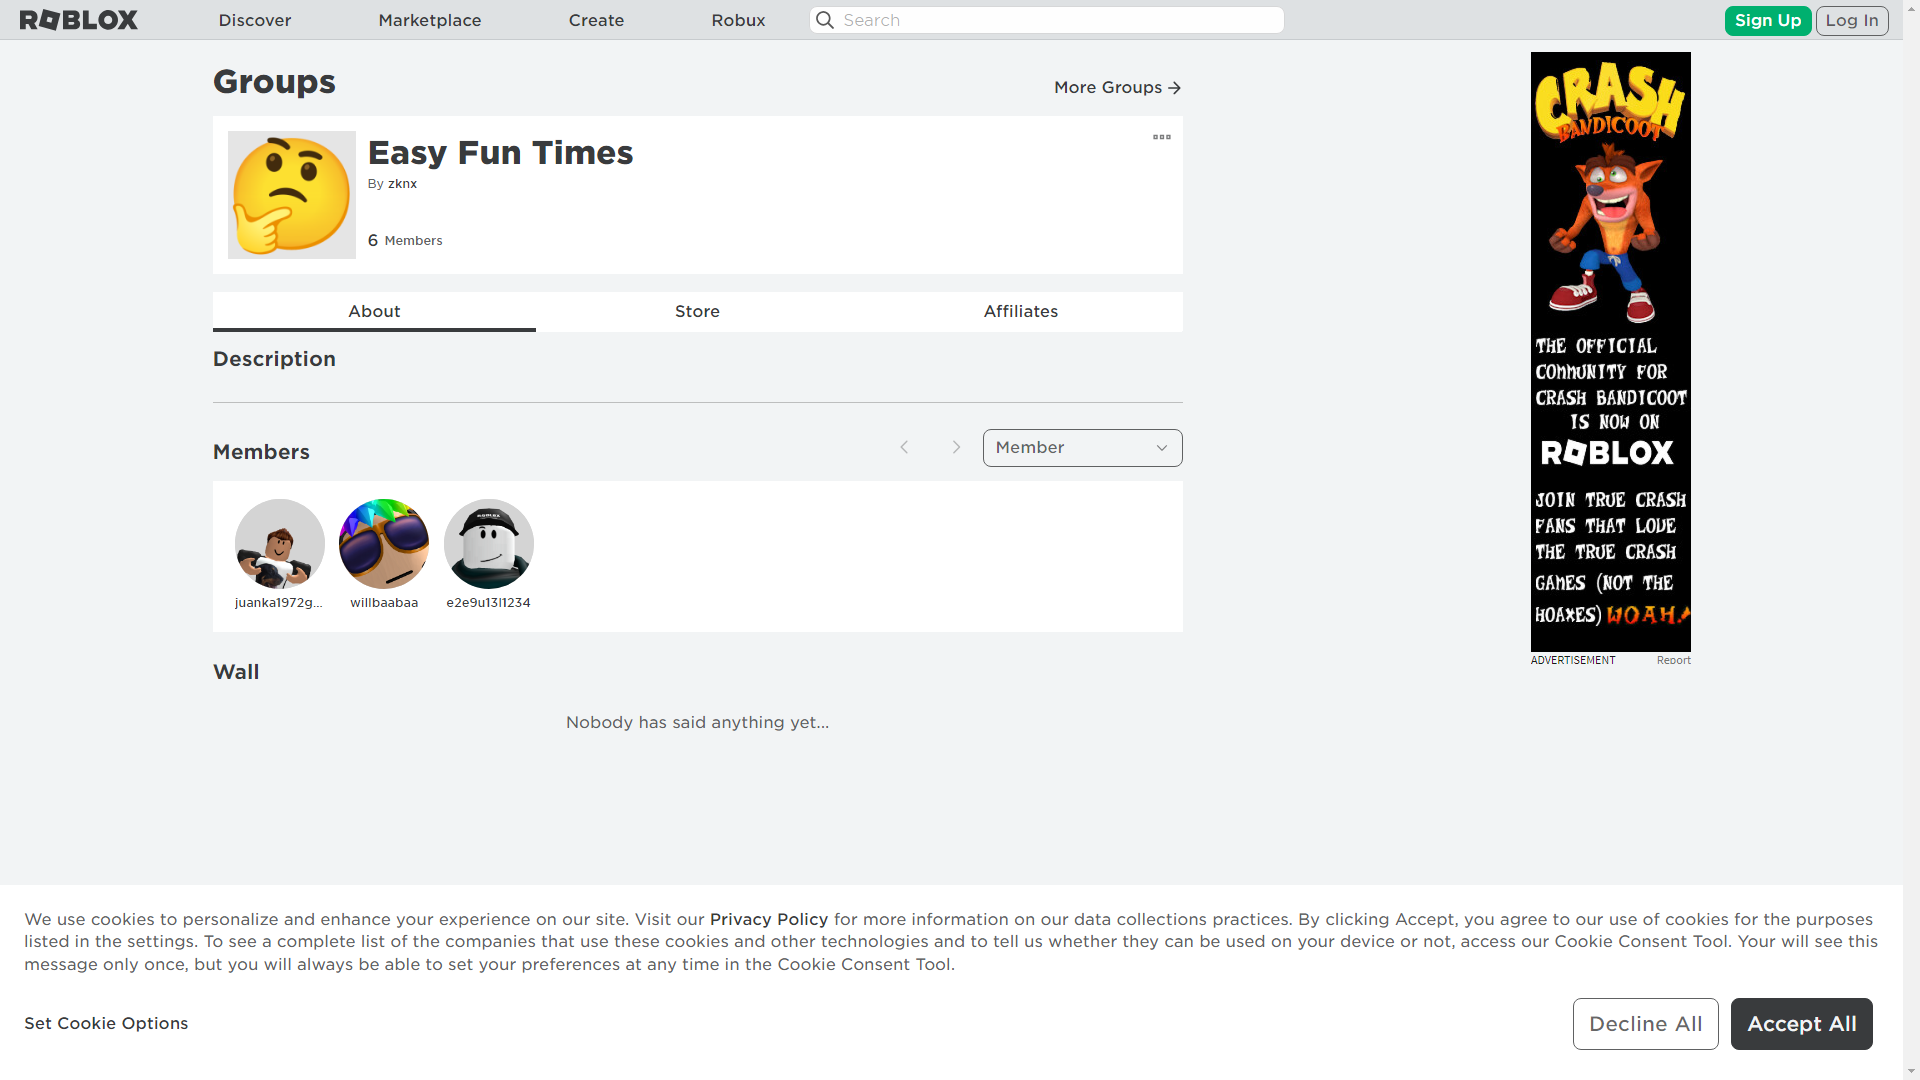 ROBLOX
Discover
Marketplace
Create
Robux
Search
Sign Up
Log In
Groups
More Groups
Easy Fun Times
By zknx
6 Members
About
Store
Affiliates
Description
Members
Member
juanka1972g...
willbaabaa
e2e9u13l1234
Wall
Nobody has said anything yet...
CRASH
BANDICOOT
THE OFFICIAL
COMMUNITY FOR
CRASH BANDICOOT
IS NOW ON
ROBLOX
JOIN TRUE CRASH
FANS THAT LOVE
THE TRUE CRASH
GAMES (NOT THE
HOAXES) WOAH!
ADVERTISEMENT
Report
We use cookies to personalize and enhance your experience on our site. Visit our Privacy Policy for more information on our data collections practices. By clicking Accept, you agree to our use of cookies for the purposes
listed in the settings. To see a complete list of the companies that use these cookies and other technologies and to tell us whether they can be used on your device or not, access our Cookie Consent Tool. Your will see this
message only once, but you will always be able to set your preferences at any time in the Cookie Consent Tool.
Set Cookie Options
Decline All
Accept All